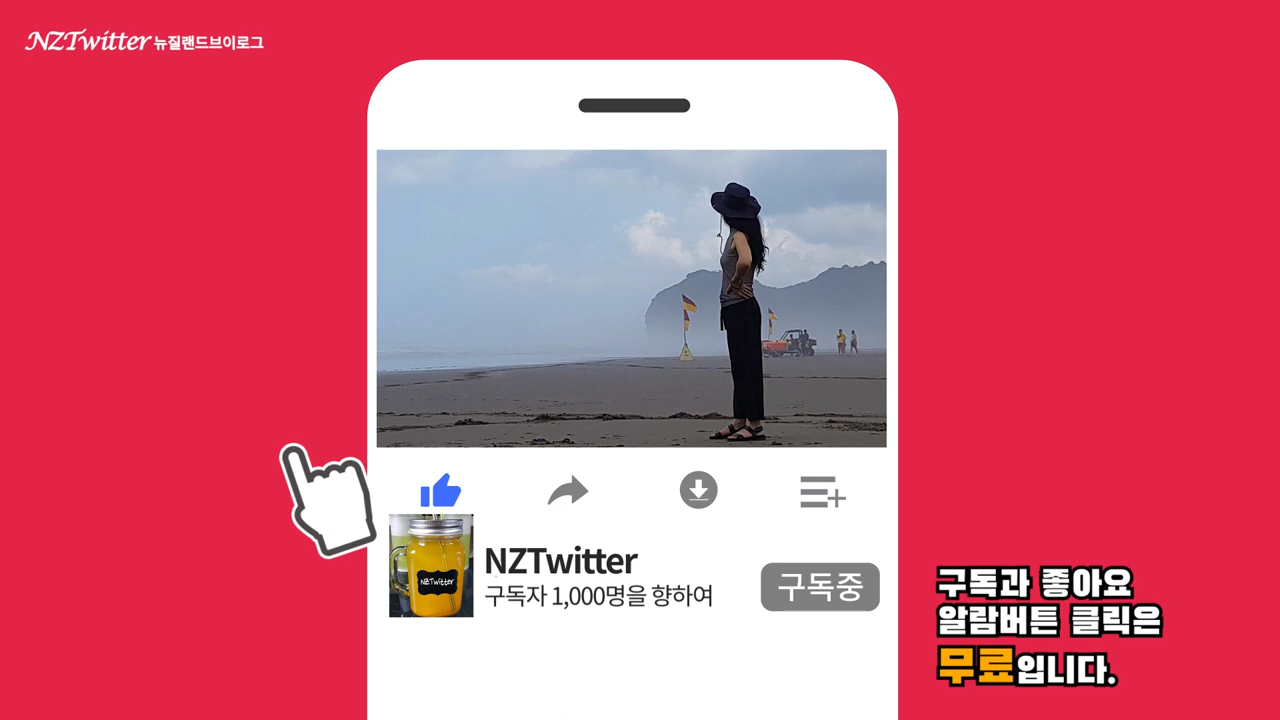 NZTwitter 뉴질랜드브이로그
NZTwitter
NZTwitter
구독자 1,000명을 향하여
구독중
구독과 좋아요
알람버튼 클릭은
무료입니다.